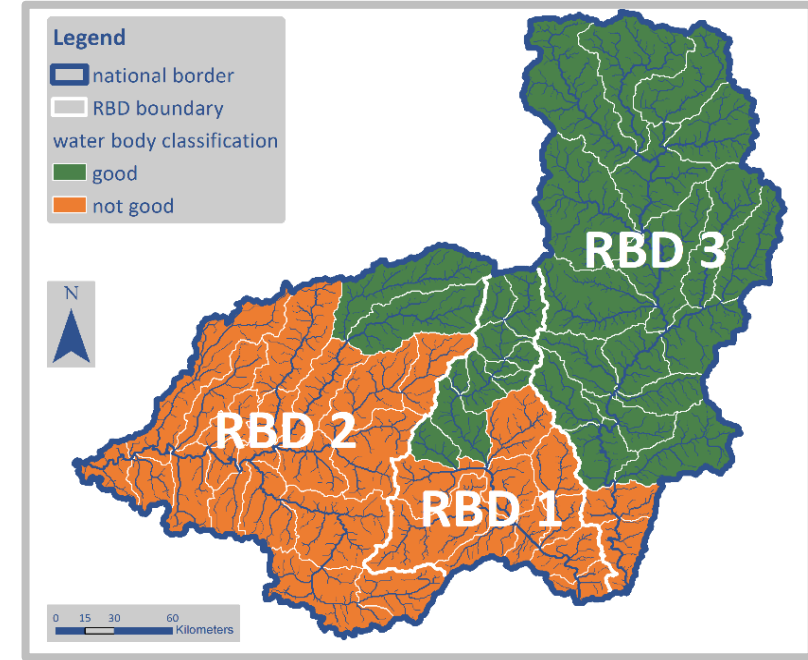 Legend
national border
RBD boundary
water body classification
good
not good
RBD 3
N
RBD 2
RBD 1
0 15 30 60
Kilometers